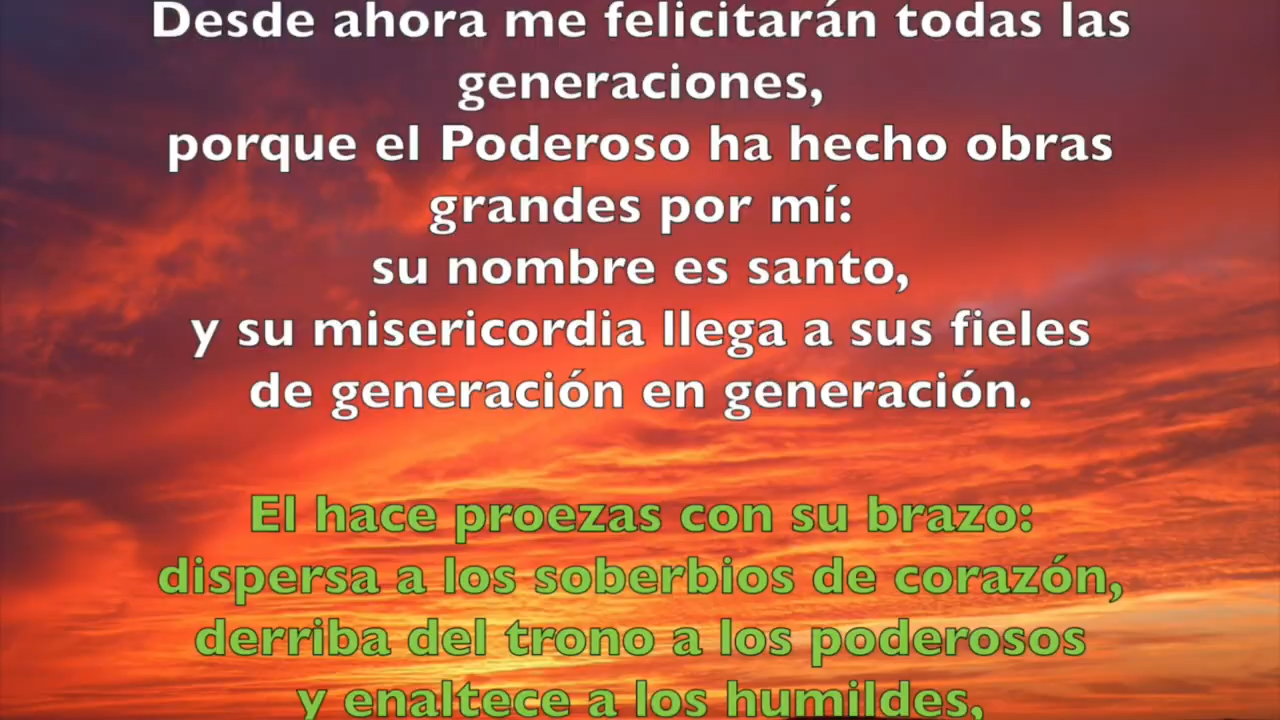 Desde ahora me felicitarán todas las
generaciones,
porque el Poderoso ha hecho obras
grandes por mí:
su nombre es santo,
y su misericordia llega a sus fieles
de generación en generación.
El hace proezas con su brazo:
dispersa a los soberbios de corazón,
derriba del trono a los poderosos
y enaltece a los humildes,